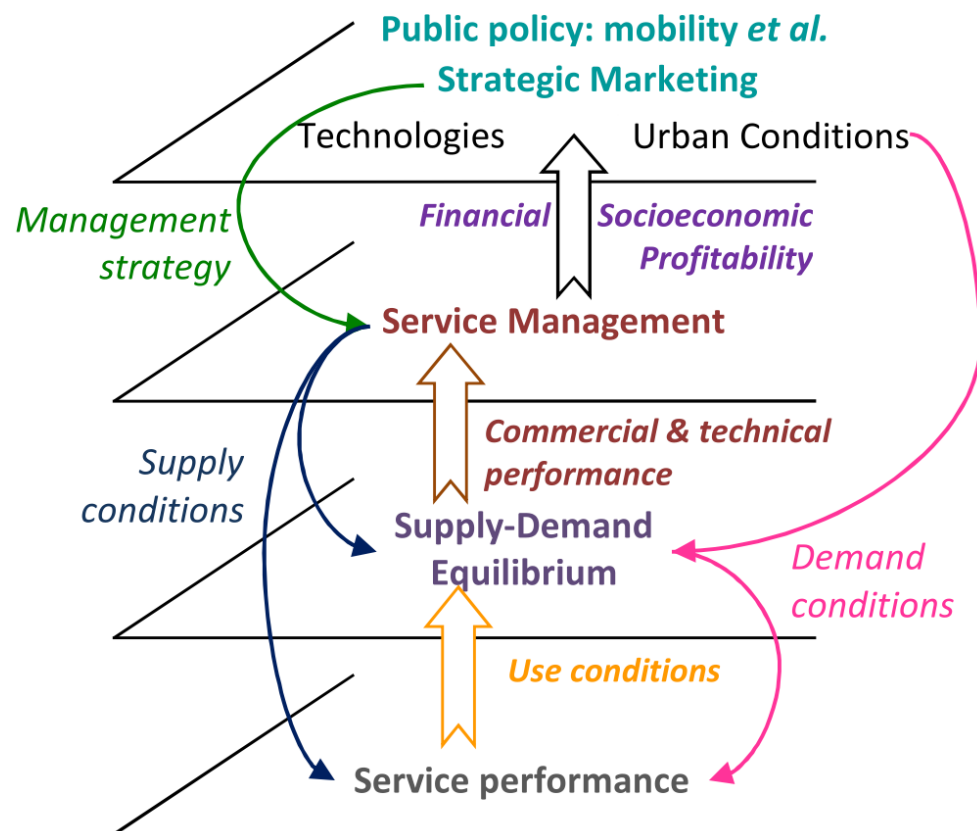 Public policy: mobility et al.
Strategic Marketing
Technologies
Urban Conditions
Management
strategy
Financial
Socioeconomic
Profitability
Service Management
Commercial & technical
performance
Supply
conditions
Supply-Demand
Equilibrium
Demand
conditions
Use conditions
Service performance